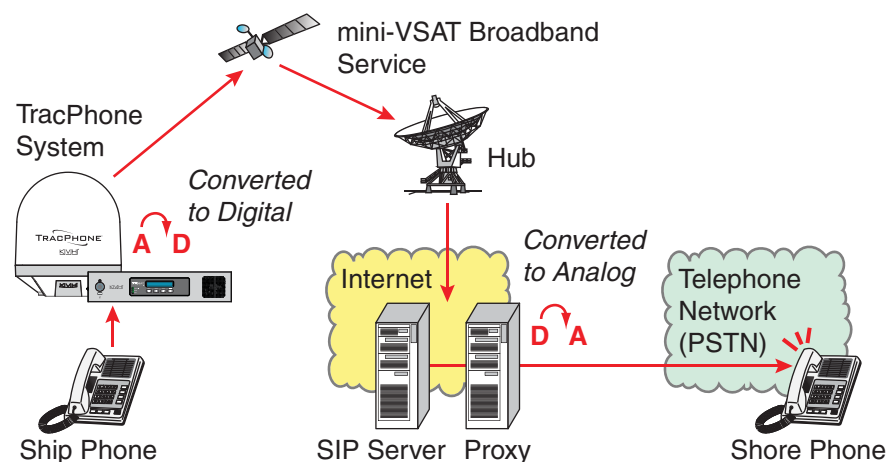 mini-VSAT Broadband
Service
TracPhone
System
Hub
Converted
to Digital
A D
TRACPHONE
KVH
Converted
to Analog
Internet
D A
Telephone
Network
(PSTN)
Ship Phone
SIP Server
Proxy
Shore Phone